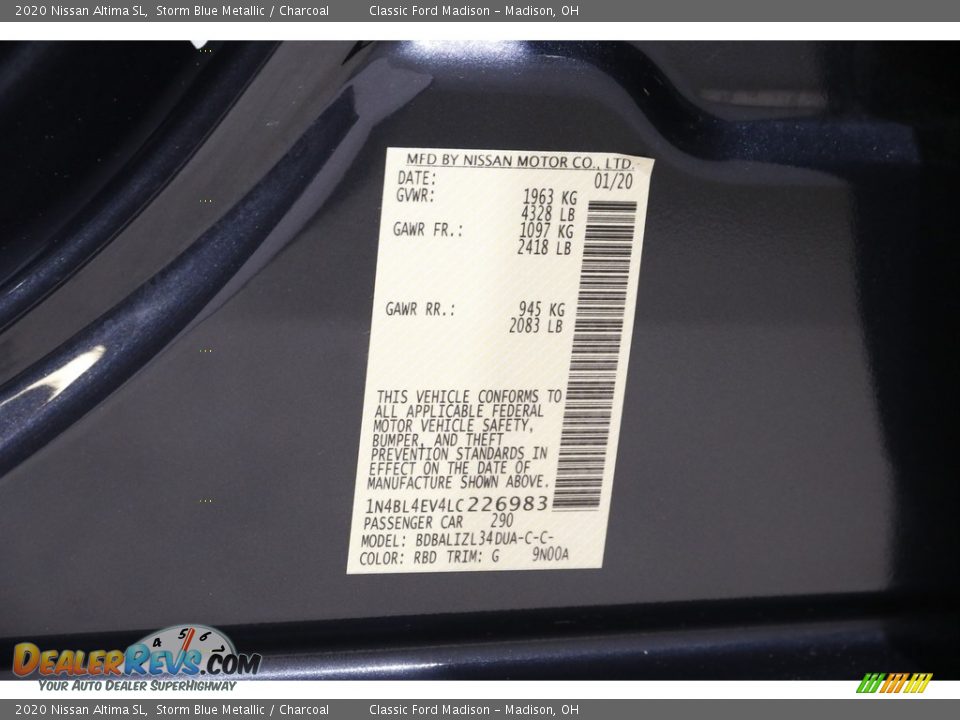 2020 Nissan Altima SL, Storm Blue Metallic / Charcoal Classic Ford Madison - Madison, OH
MFD BY NISSAN MOTOR CO., LTD.
DATE: 01/20
GVWR: 1963 KG
4328 LB
GAWR FR.: 1097 KG
2418 LB
GAWR RR.: 945 KG
2083 LB
THIS VEHICLE CONFORMS TO
ALL APPLICABLE FEDERAL
MOTOR VEHICLE SAFETY,
BUMPER, AND THEFT
PREVENTION STANDARDS IN
EFFECT ON THE DATE OF
MANUFACTURE SHOWN ABOVE.
1N4BL4EV4LC226983
PASSENGER CAR 290
MODEL: BDBALIZL34DUA-C-C-
COLOR: RBD TRIM: G 9N00A
4 5 6
DEALERREVS.COM
YOUR AUTO DEALER SUPERHIGHWAY
2020 Nissan Altima SL, Storm Blue Metallic / Charcoal Classic Ford Madison - Madison, OH